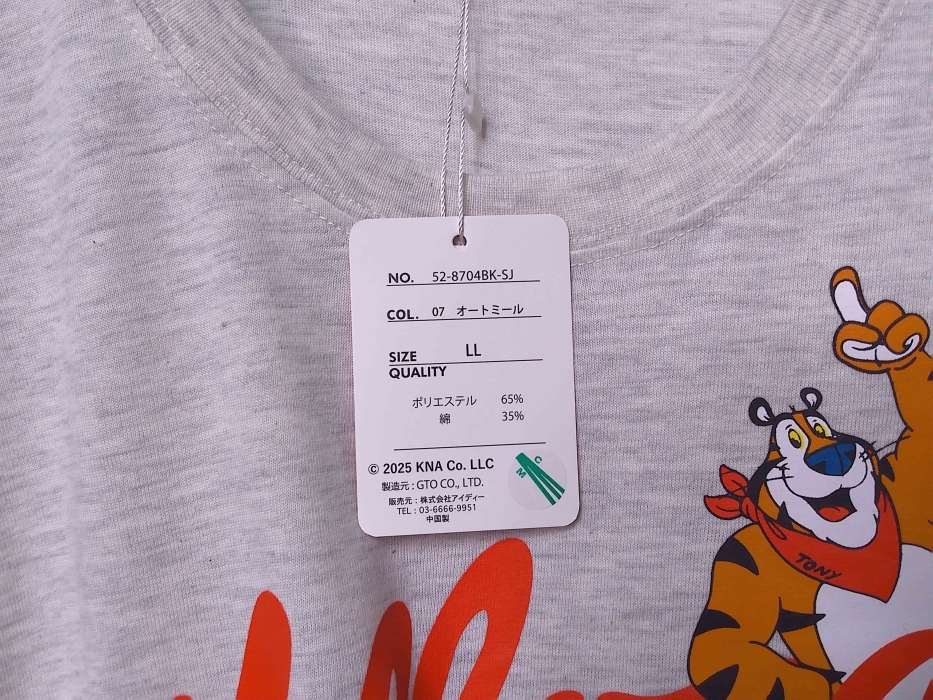 NO. 52-8704BK-SJ
COL. 07 オートミール
SIZE LL
QUALITY
ポリエステル 65%
綿 35%
© 2025 KNA Co. LLC
製造元 : GTO CO., LTD.
販売元 : 株式会社アイディー
TEL : 03-6666-9951
中国製
C
M
TONY